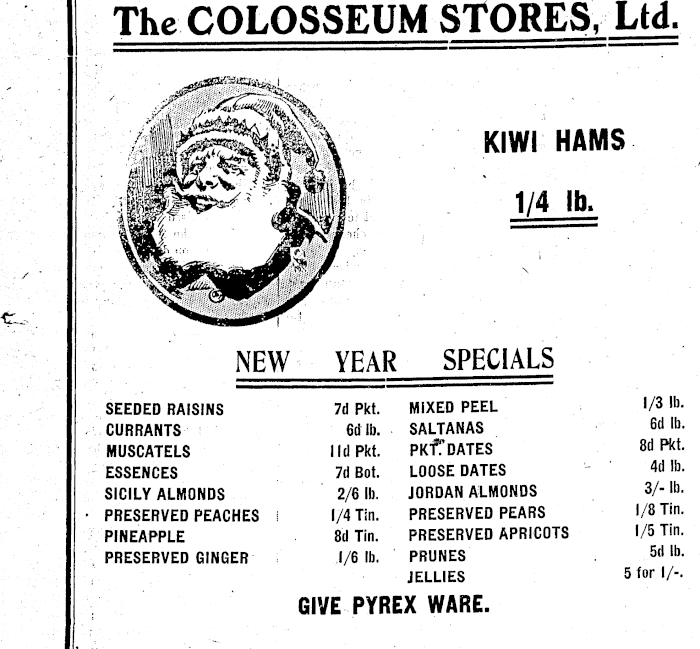 The COLOSSEUM STORES, Ltd.
KIWI HAMS
1/4 lb.
NEW YEAR SPECIALS
SEEDED RAISINS 7d Pkt. MIXED PEEL 1/3 lb.
CURRANTS 6d lb. SALTANAS 6d lb.
MUSCATELS 11d Pkt. PKT. DATES 8d Pkt.
ESSENCES 7d Bot. LOOSE DATES 4d lb.
SICILY ALMONDS 2/6 lb. JORDAN ALMONDS 3/- lb.
PRESERVED PEACHES 1/4 Tin. PRESERVED PEARS 1/8 Tin.
PINEAPPLE 8d Tin. PRESERVED APRICOTS 1/5 Tin.
PRESERVED GINGER 1/6 lb. PRUNES 5d lb.
JELLIES 5 for 1/-.
GIVE PYREX WARE.